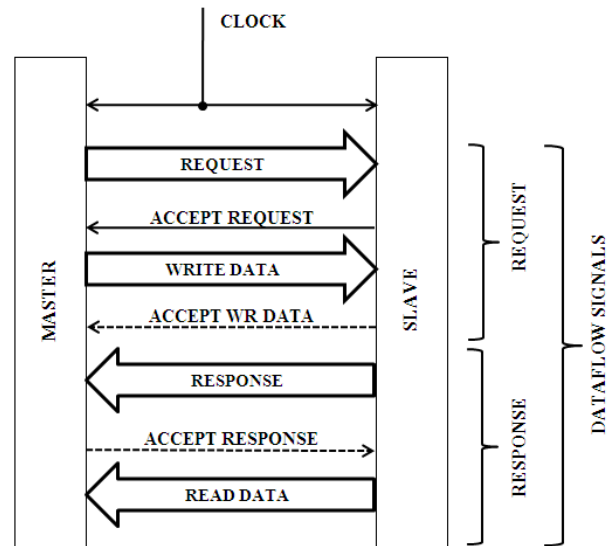 CLOCK
REQUEST
ACCEPT REQUEST
WRITE DATA
ACCEPT WR DATA
RESPONSE
ACCEPT RESPONSE
READ DATA
MASTER
SLAVE
REQUEST
RESPONSE
DATAFLOW SIGNALS